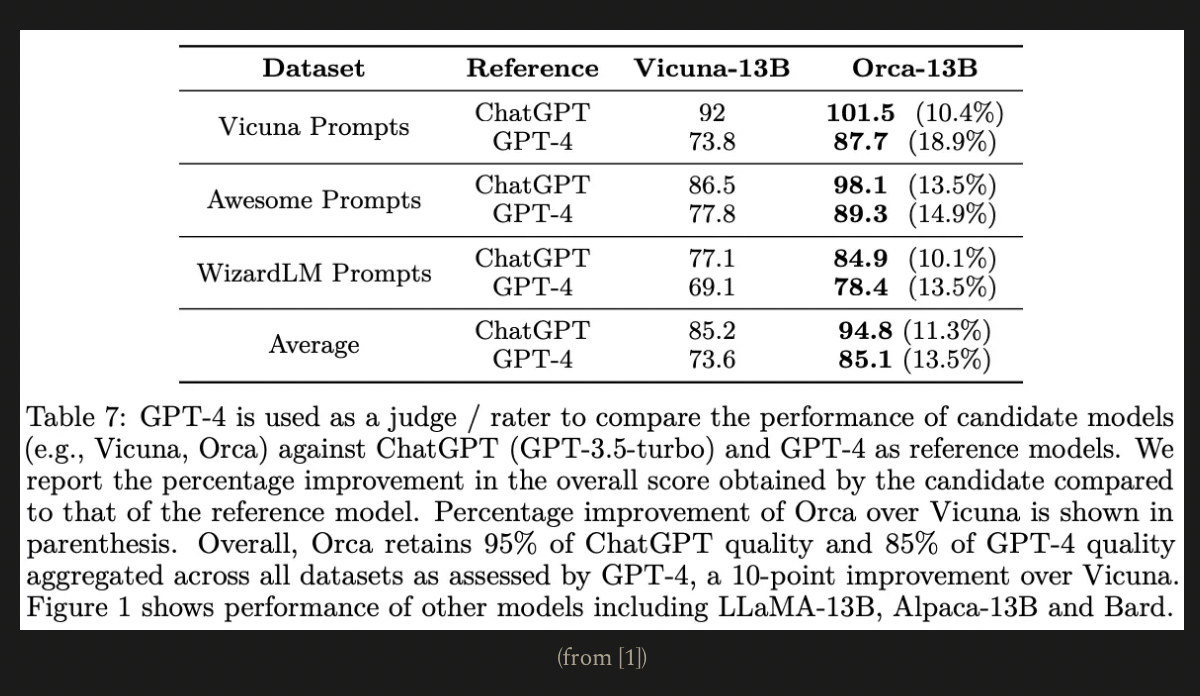 Dataset Reference Vicuna-13B Orca-13B
Vicuna Prompts ChatGPT 92 101.5 (10.4%)
GPT-4 73.8 87.7 (18.9%)
Awesome Prompts ChatGPT 86.5 98.1 (13.5%)
GPT-4 77.8 89.3 (14.9%)
WizardLM Prompts ChatGPT 77.1 84.9 (10.1%)
GPT-4 69.1 78.4 (13.5%)
Average ChatGPT 85.2 94.8 (11.3%)
GPT-4 73.6 85.1 (13.5%)
Table 7: GPT-4 is used as a judge / rater to compare the performance of candidate models
(e.g., Vicuna, Orca) against ChatGPT (GPT-3.5-turbo) and GPT-4 as reference models. We
report the percentage improvement in the overall score obtained by the candidate compared
to that of the reference model. Percentage improvement of Orca over Vicuna is shown in
parenthesis. Overall, Orca retains 95% of ChatGPT quality and 85% of GPT-4 quality
aggregated across all datasets as assessed by GPT-4, a 10-point improvement over Vicuna.
Figure 1 shows performance of other models including LLaMA-13B, Alpaca-13B and Bard.
(from [1])